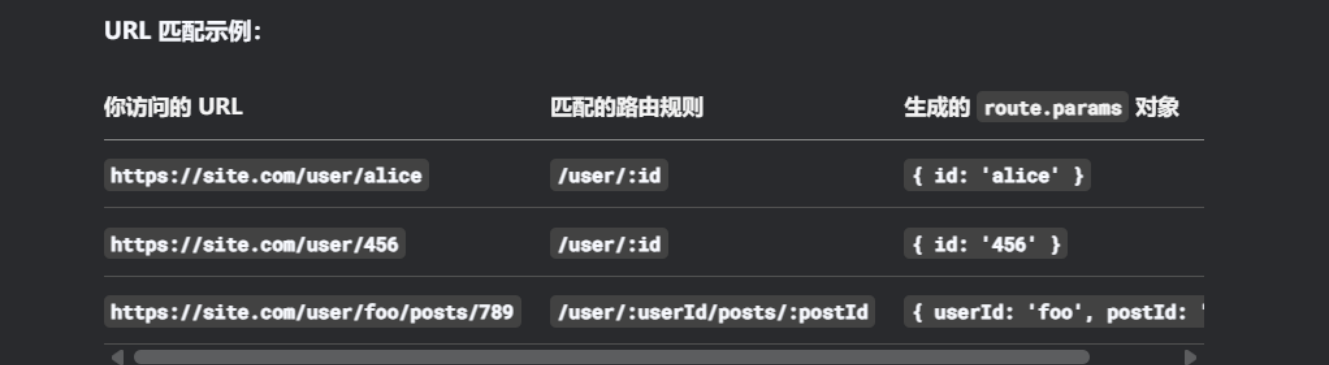 URL 匹配示例：
你访问的 URL 匹配的路由规则 生成的 route.params 对象
https://site.com/user/alice /user/:id { id: 'alice' }
https://site.com/user/456 /user/:id { id: '456' }
https://site.com/user/foo/posts/789 /user/:userId/posts/:postId { userId: 'foo', postId: '